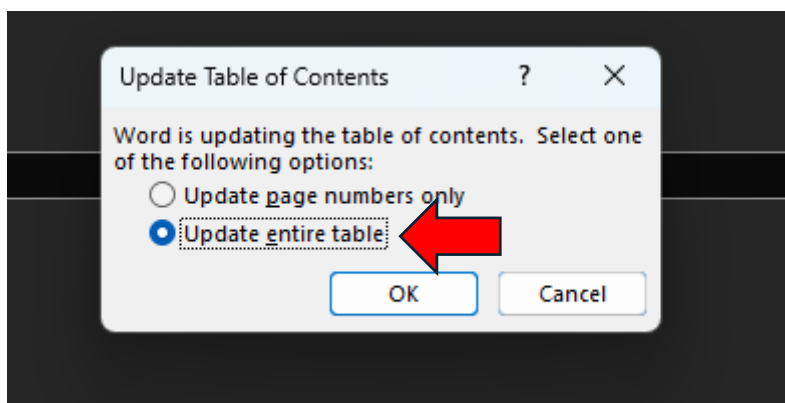 Update Table of Contents ?
Word is updating the table of contents. Select one
of the following options:
Update page numbers only
Update entire table
OK Cancel